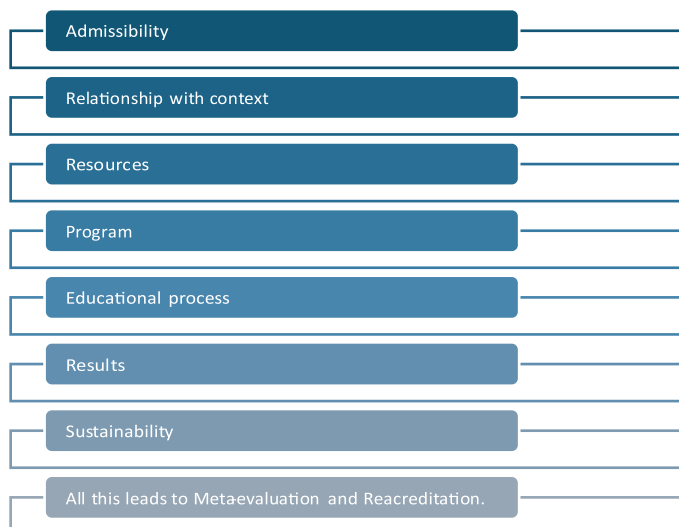 Admissibility
Relationship with context
Resources
Program
Educational process
Results
Sustainability
All this leads to Meta-evaluation and Reacreditation.